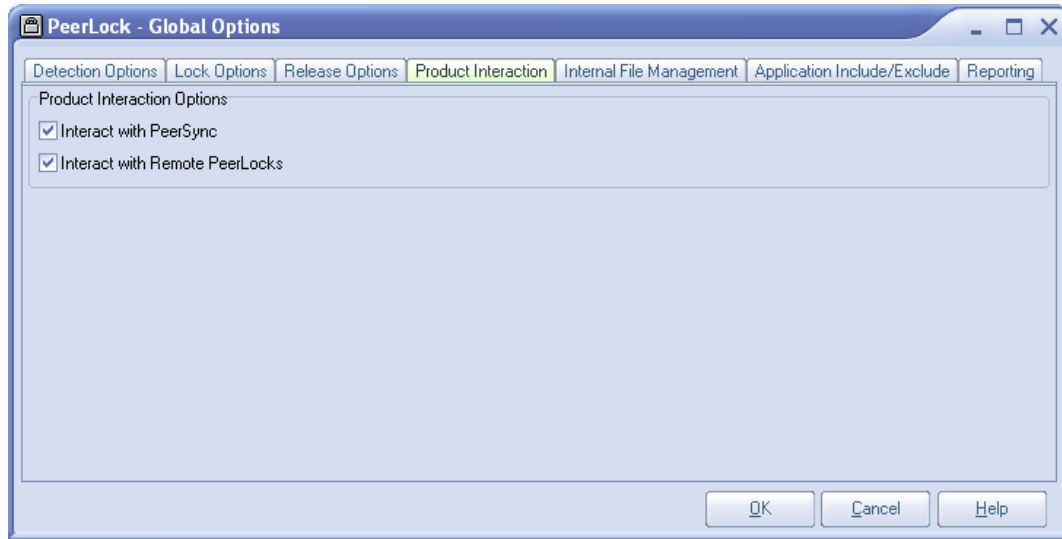 PeerLock - Global Options
Detection Options Lock Options Release Options Product Interaction Internal File Management Application Include/Exclude Reporting
Product Interaction Options
Interact with PeerSync
Interact with Remote PeerLocks
OK Cancel Help